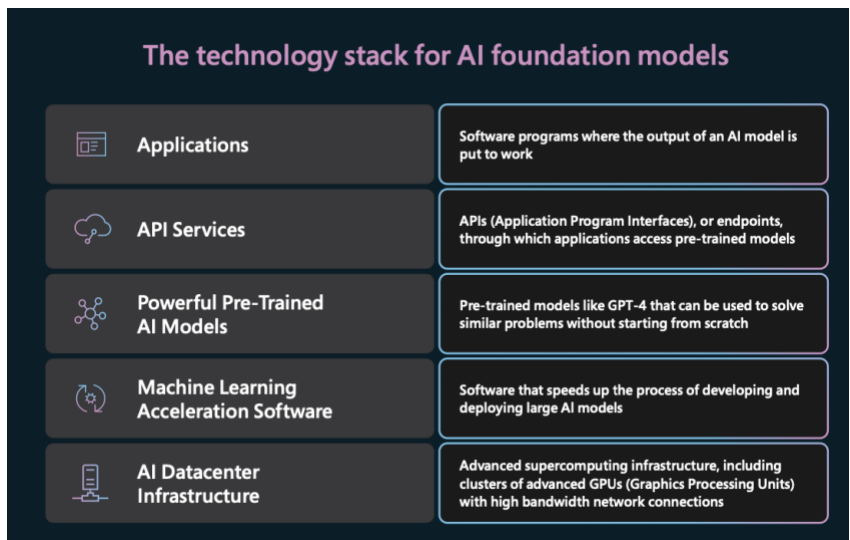 The technology stack for AI foundation models
Applications
Software programs where the output of an AI model is
put to work
API Services
APIs (Application Program Interfaces), or endpoints,
through which applications access pre-trained models
Powerful Pre-Trained
AI Models
Pre-trained models like GPT-4 that can be used to solve
similar problems without starting from scratch
Machine Learning
Acceleration Software
Software that speeds up the process of developing and
deploying large AI models
AI Datacenter
Infrastructure
Advanced supercomputing infrastructure, including
clusters of advanced GPUs (Graphics Processing Units)
with high bandwidth network connections